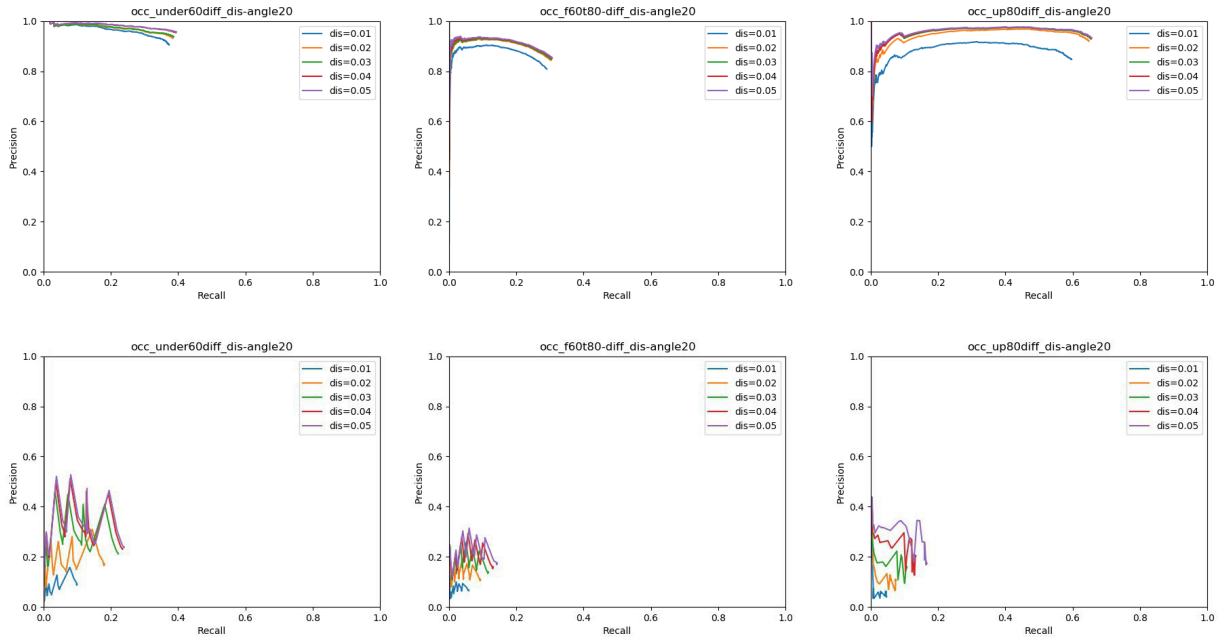 occ_under60diff_dis-angle20
1.0
0.8
0.6
0.4
0.2
0.0
Precision
dis=0.01
dis=0.02
dis=0.03
dis=0.04
dis=0.05
0.0 0.2 0.4 0.6 0.8 1.0
Recall
occ_f60t80-diff_dis-angle20
1.0
0.8
0.6
0.4
0.2
0.0
Precision
dis=0.01
dis=0.02
dis=0.03
dis=0.04
dis=0.05
0.0 0.2 0.4 0.6 0.8 1.0
Recall
occ_up80diff_dis-angle20
1.0
0.8
0.6
0.4
0.2
0.0
Precision
dis=0.01
dis=0.02
dis=0.03
dis=0.04
dis=0.05
0.0 0.2 0.4 0.6 0.8 1.0
Recall
occ_under60diff_dis-angle20
1.0
0.8
0.6
0.4
0.2
0.0
Precision
dis=0.01
dis=0.02
dis=0.03
dis=0.04
dis=0.05
0.0 0.2 0.4 0.6 0.8 1.0
Recall
occ_f60t80-diff_dis-angle20
1.0
0.8
0.6
0.4
0.2
0.0
Precision
dis=0.01
dis=0.02
dis=0.03
dis=0.04
dis=0.05
0.0 0.2 0.4 0.6 0.8 1.0
Recall
occ_up80diff_dis-angle20
1.0
0.8
0.6
0.4
0.2
0.0
Precision
dis=0.01
dis=0.02
dis=0.03
dis=0.04
dis=0.05
0.0 0.2 0.4 0.6 0.8 1.0
Recall